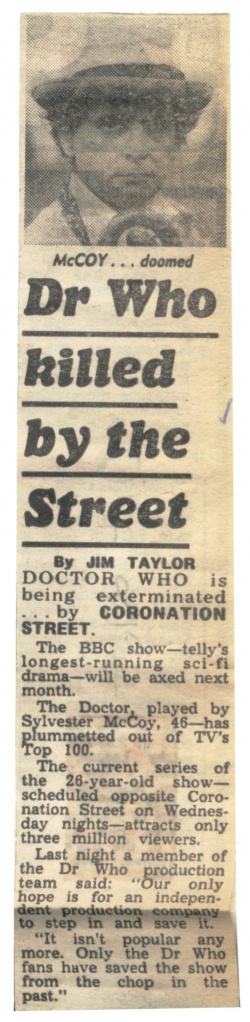 McCOY . . . doomed
Dr Who
killed
by the
Street
By JIM TAYLOR
DOCTOR WHO is
being exterminated
. . . by CORONATION
STREET.
The BBC show—telly's
longest-running sci-fi
drama—will be axed next
month.
The Doctor, played by
Sylvester McCoy, 46—has
plummetted out of TV's
Top 100.
The current series of
the 26-year-old show—
scheduled opposite Coro-
nation Street on Wednes-
day nights—attracts only
three million viewers.
Last night a member of
the Dr Who production
team said: "Our only
hope is for an indepen-
dent production company
to step in and save it.
"It isn't popular any
more. Only the Dr Who
fans have saved the show
from the chop in the
past."